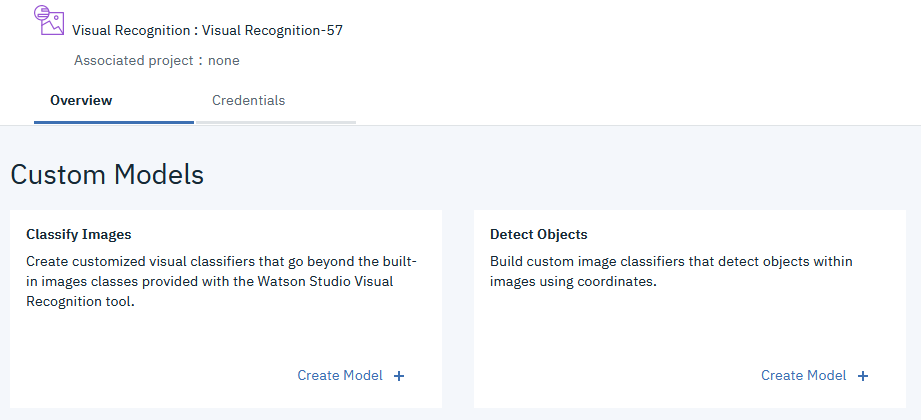 Visual Recognition : Visual Recognition-57
Associated project : none
Overview
Credentials
Custom Models
Classify Images
Create customized visual classifiers that go beyond the built-
in images classes provided with the Watson Studio Visual
Recognition tool.
Create Model +
Detect Objects
Build custom image classifiers that detect objects within
images using coordinates.
Create Model +